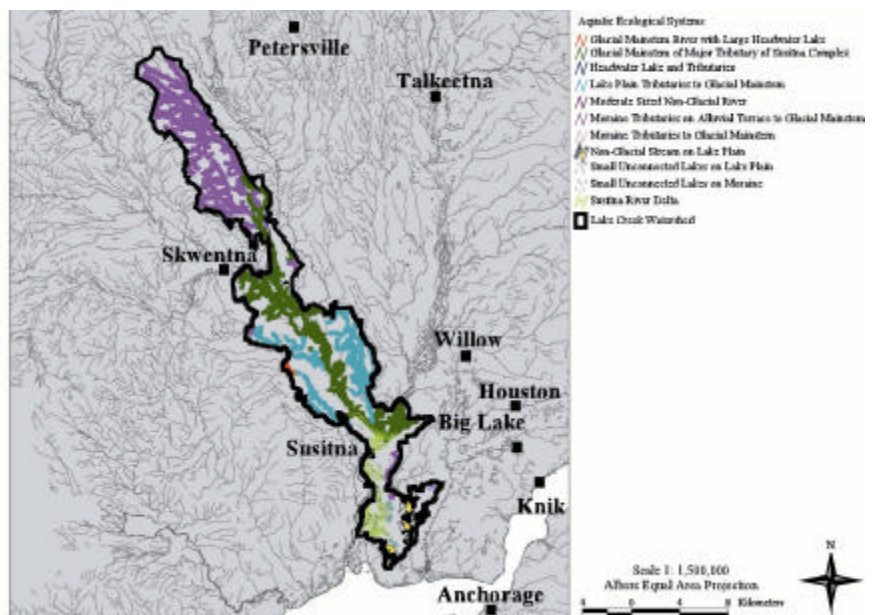 Petersville
Talkeetna
Skwentna
Willow
Houston
Big Lake
Susitna
Knik
Anchorage
Aquatic Ecological Systems
Glacial Mainstem River with Large Headwater Lake
Glacial Mainstem of Major Tributary of Susitna Complex
Headwater Lake and Tributaries
Lake Plain Tributaries to Glacial Mainstem
Moderate Sized Non-Glacial River
Moraine Tributaries on Alluvial Terrace to Glacial Mainstem
Moraine Tributaries to Glacial Mainstem
Non-Glacial Stream on Lake Plain
Small Unconnected Lakes on Lake Plain
Small Unconnected Lakes on Moraine
Susitna River Delta
Lake Creek Watershed
Scale 1: 1,500,000
Albers Equal Area Projection
N
4 0 4 8 Kilometers